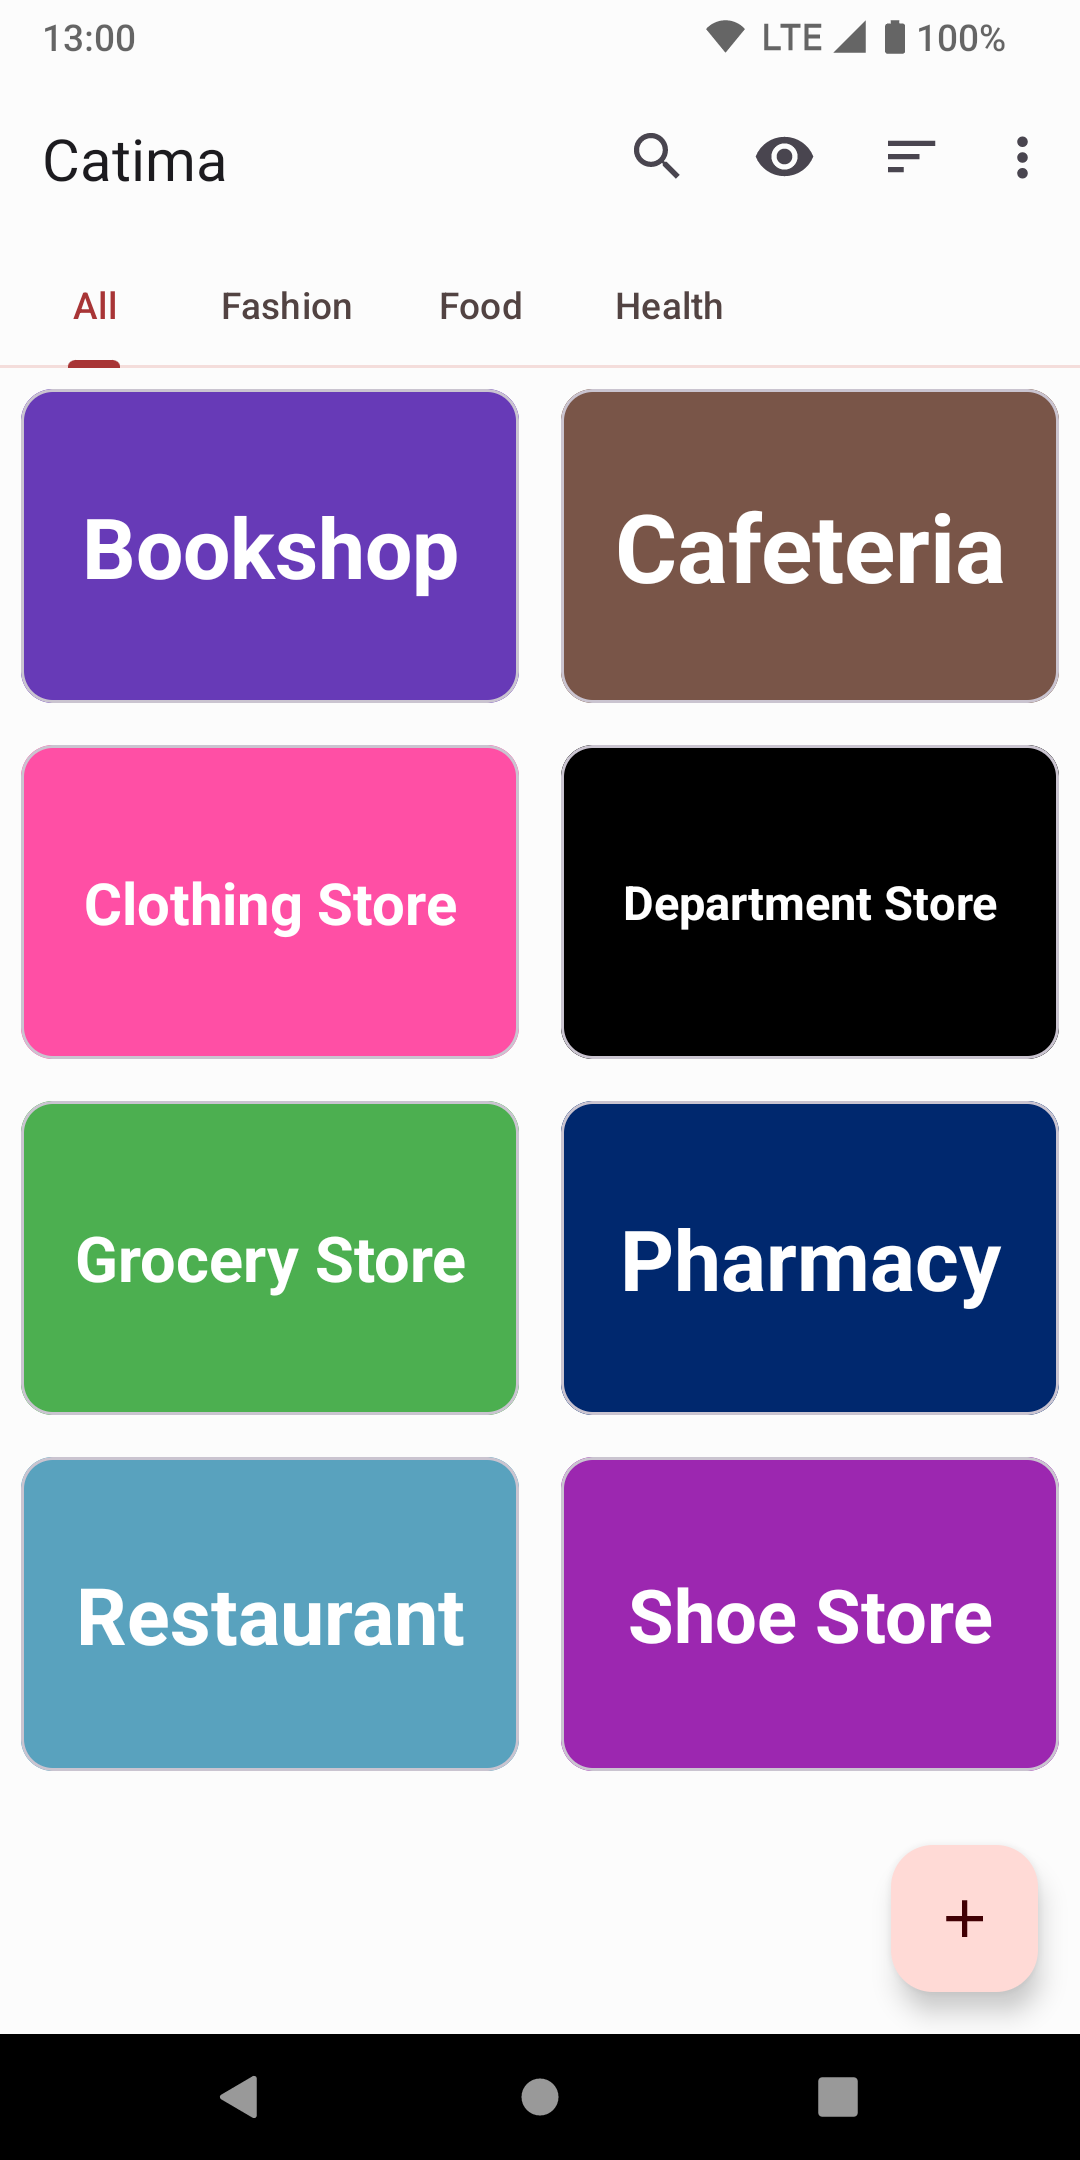 13:00 LTE 100%
Catima
All Fashion Food Health
Bookshop Cafeteria
Clothing Store Department Store
Grocery Store Pharmacy
Restaurant Shoe Store
+